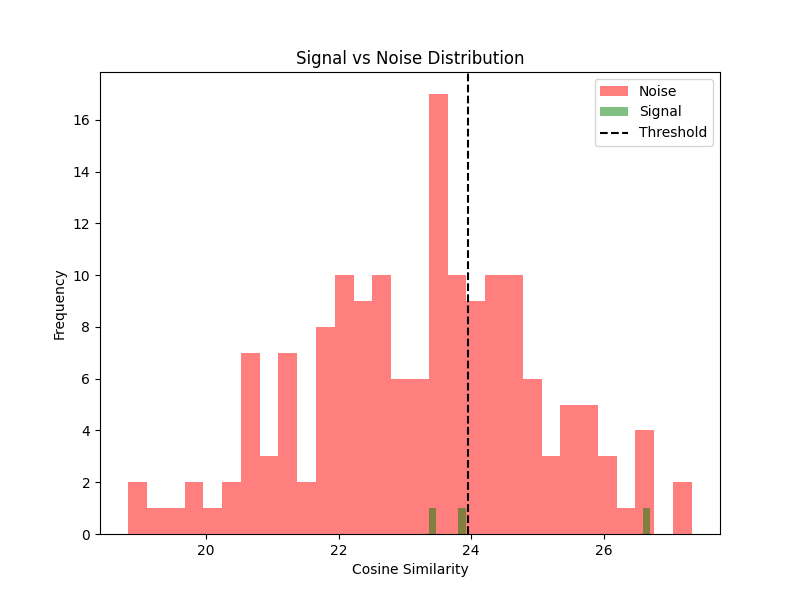 Signal vs Noise Distribution
Noise
Signal
Threshold
16
14
12
10
8
6
4
2
0
Frequency
20 22 24 26
Cosine Similarity